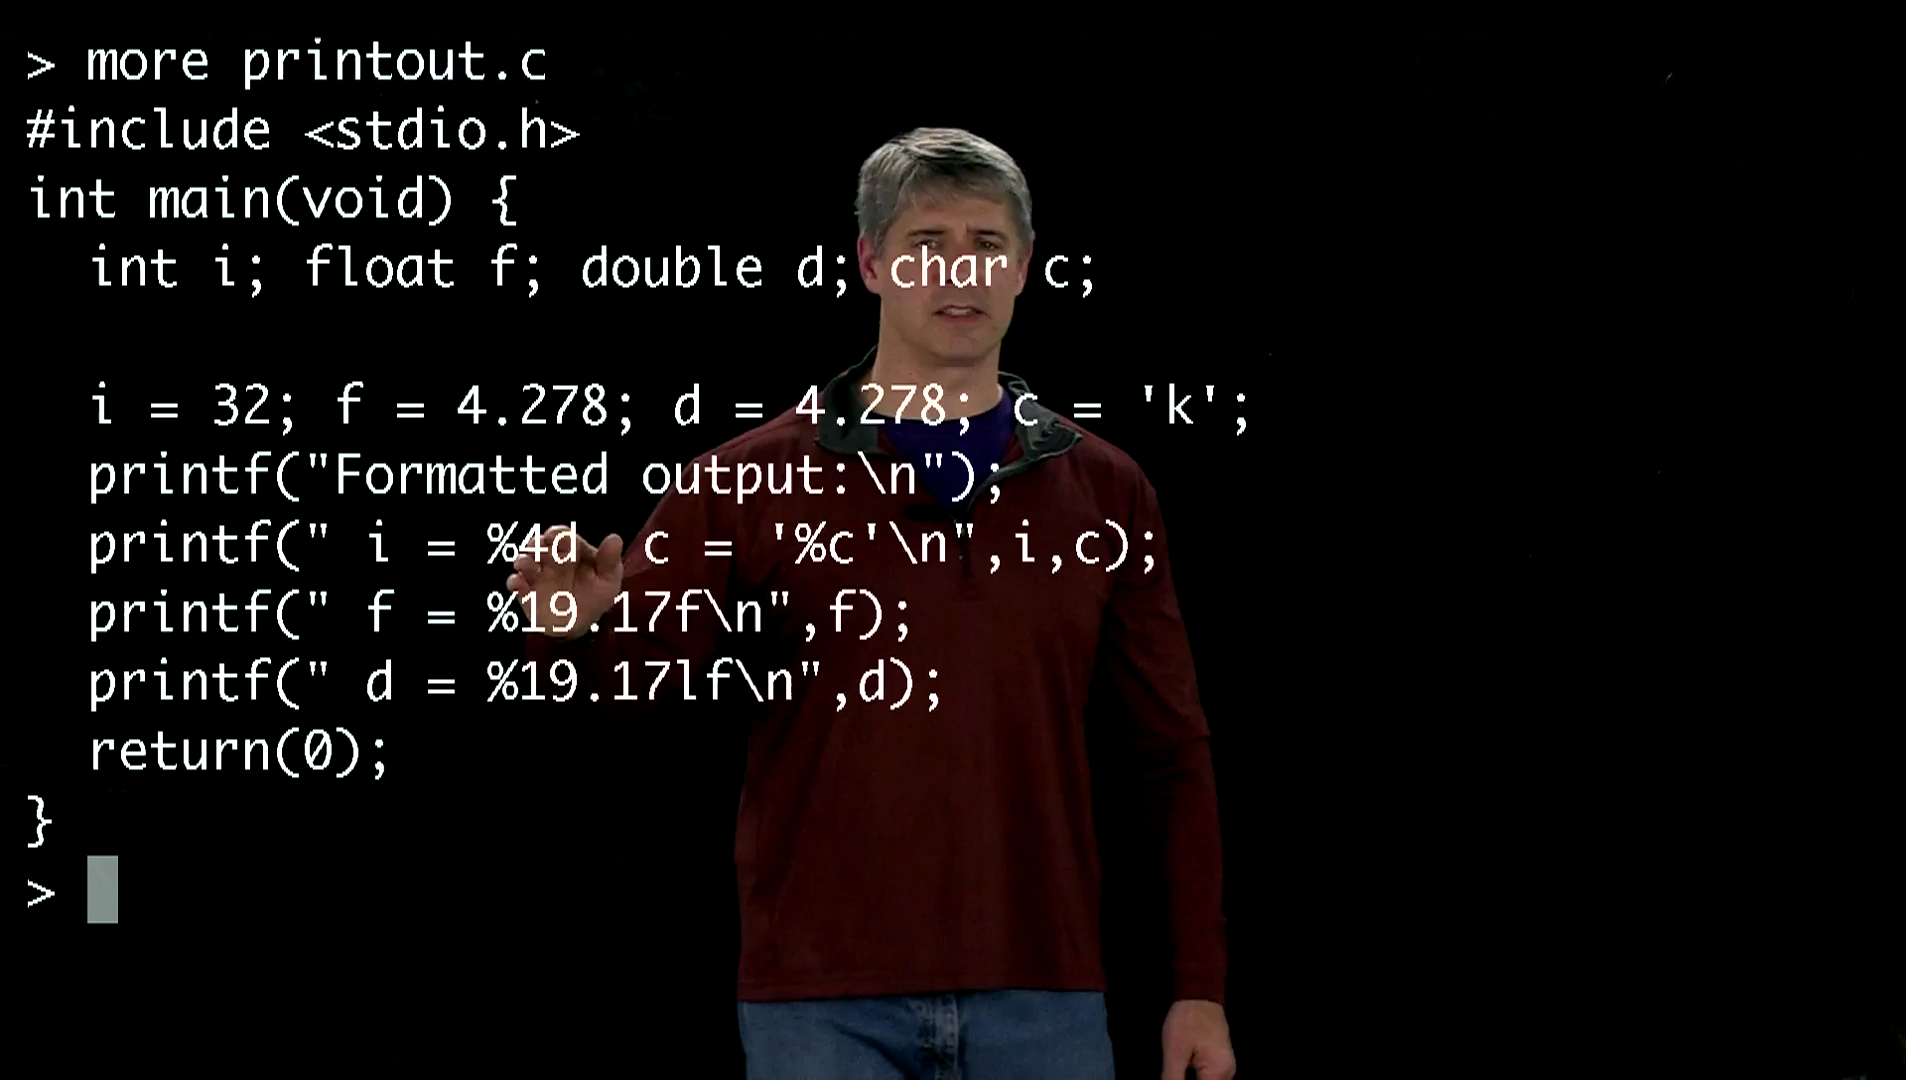 > more printout.c
#include <stdio.h>
int main(void) {
  int i; float f; double d; char c;
  i = 32; f = 4.278; d = 4.278; c = 'k';
  printf("Formatted output:\n");
  printf(" i = %4d  c = '%c'\n",i,c);
  printf(" f = %19.17f\n",f);
  printf(" d = %19.17lf\n",d);
  return(0);
}
>